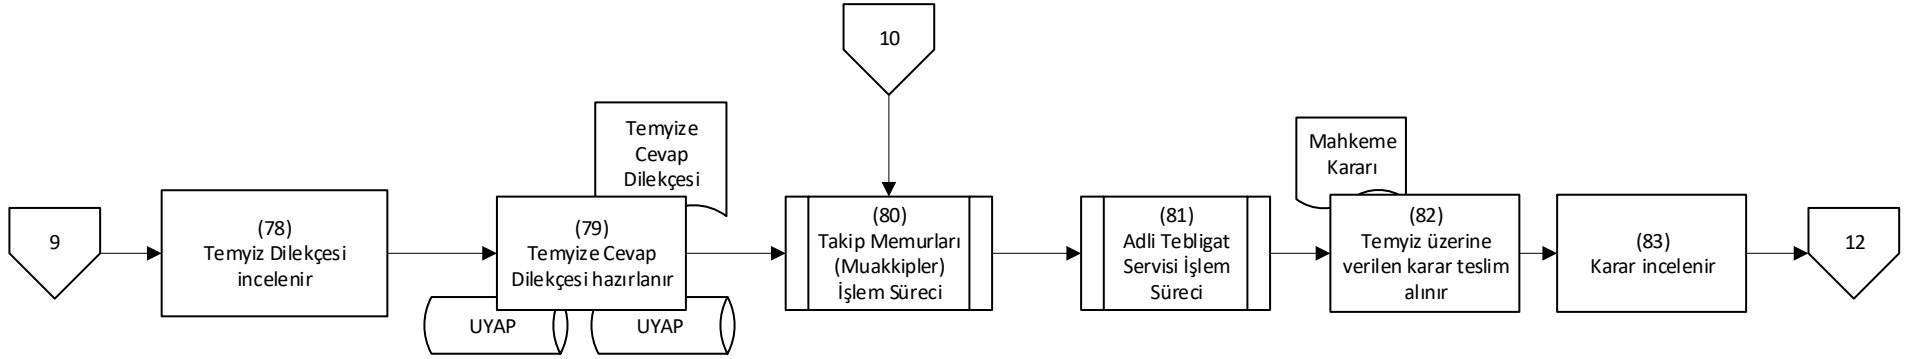 9
(78)
Temyiz Dilekçesi
incelenir
Temyize
Cevap
Dilekçesi
(79)
Temyize Cevap
Dilekçesi hazırlanır
UYAP
UYAP
10
(80)
Takip Memurları
(Muakkipler)
İşlem Süreci
(81)
Adli Tebligat
Servisi İşlem
Süreci
Mahkeme
Kararı
(82)
Temyiz üzerine
verilen karar teslim
alınır
(83)
Karar incelenir
12